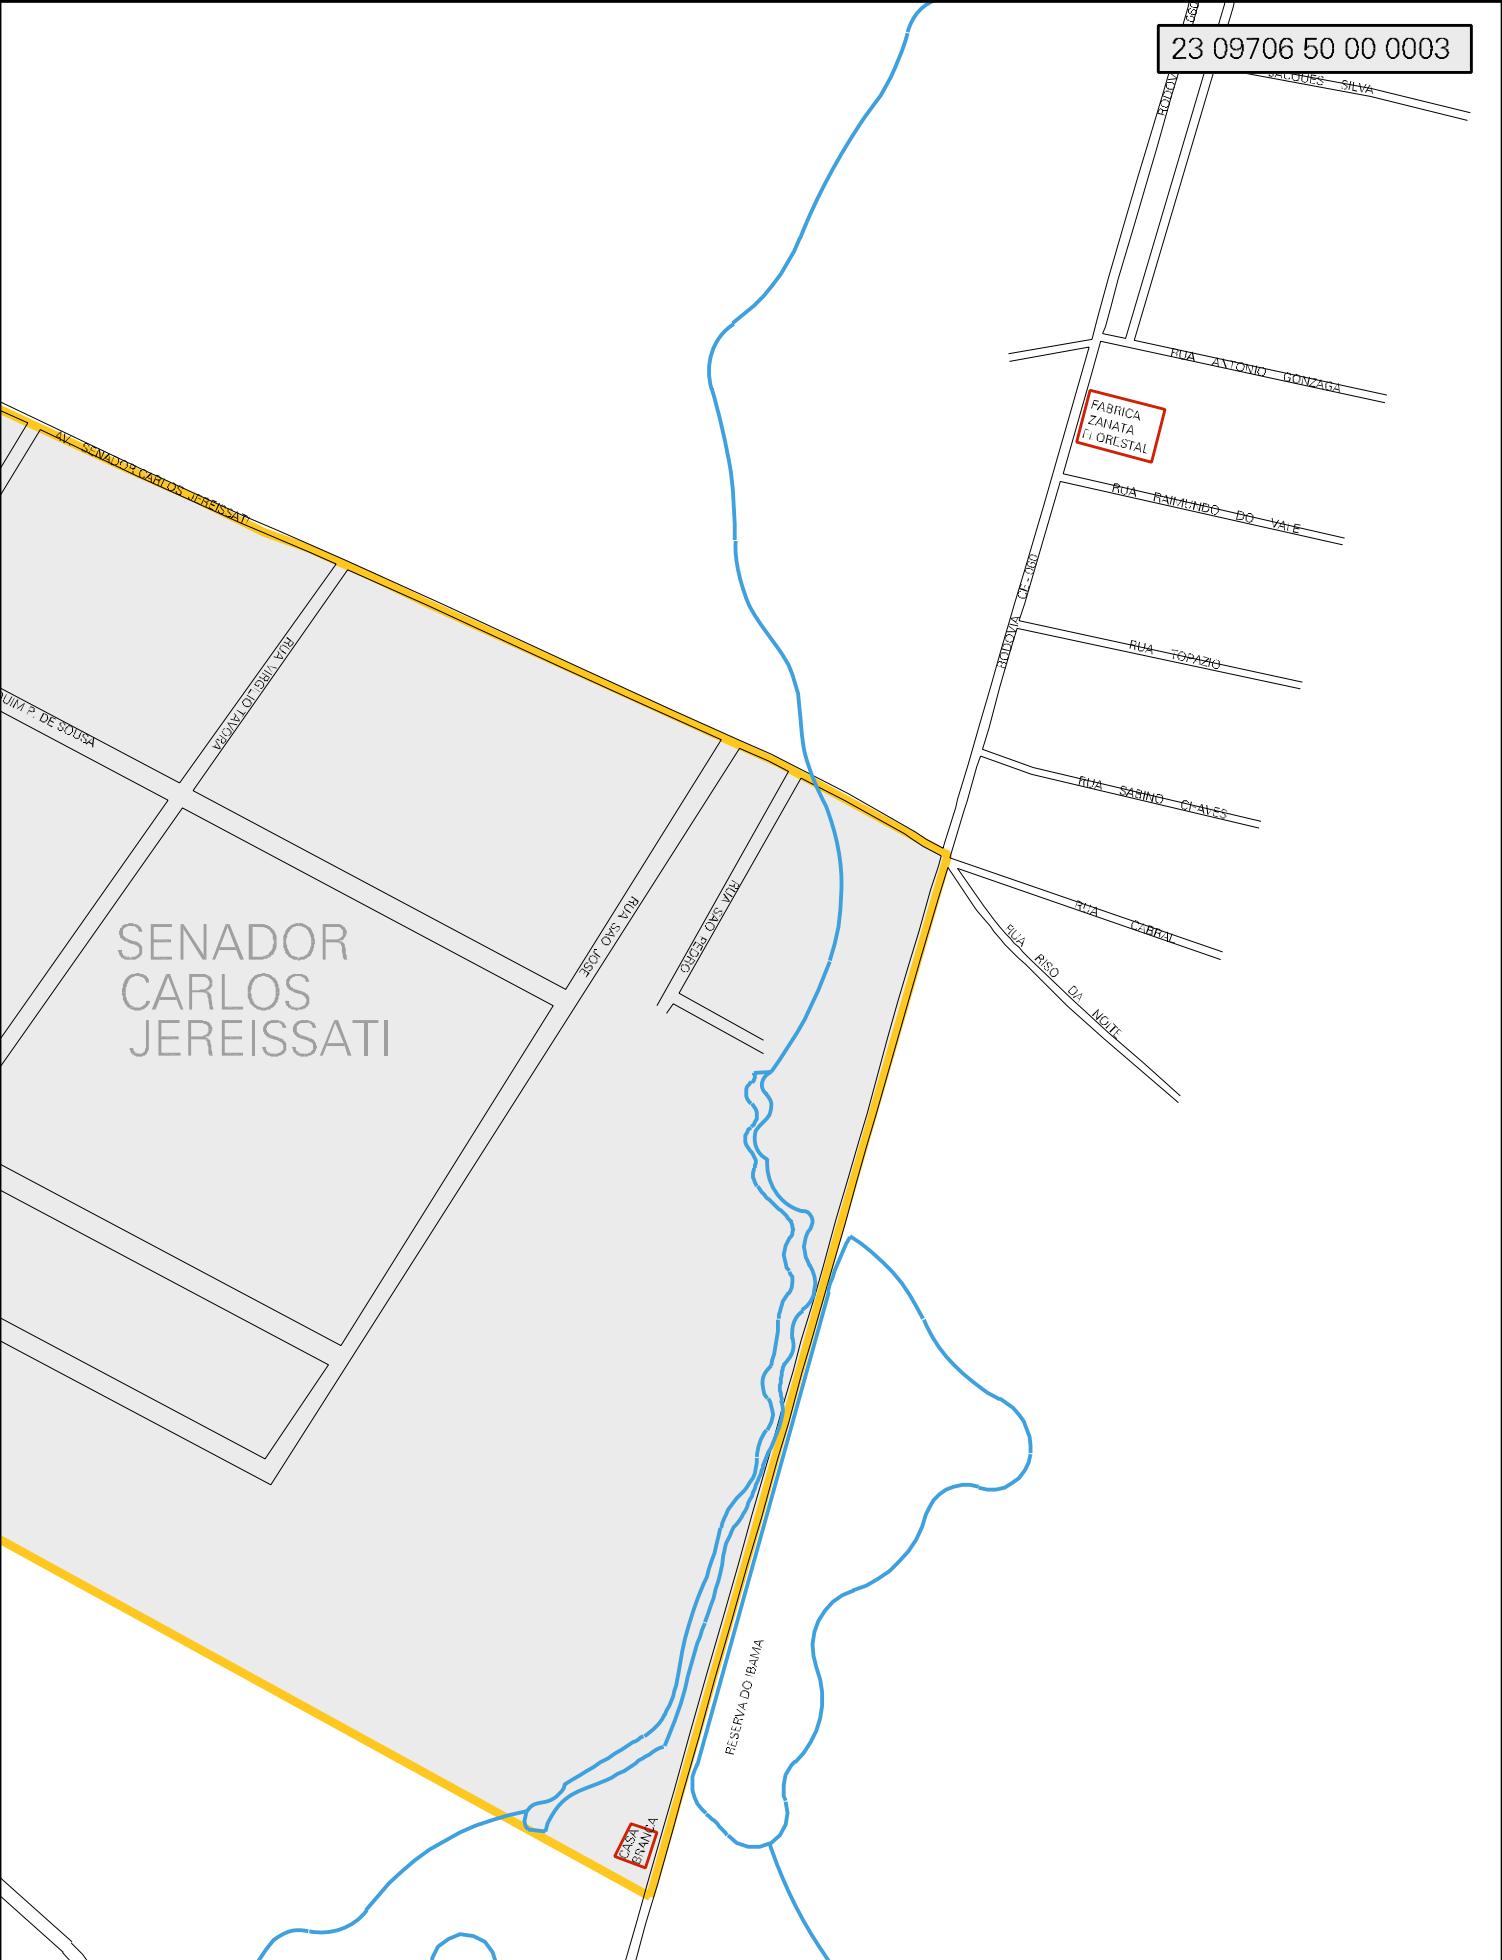 23 09706 50 00 0003
JACQUES SILVA
RUA ANTONIO GONZAGA
FABRICA
ZANATA
FLORESTAL
AV. SENADOR CARLOS JEREISSATI
RUA RAIMUNDO DO VALE
RODOVIA CE - 060
RUA TOPAZIO
RUA VIRGILIO TAVORA
P. DE SOUSA
RUA SABINO CHAVES
RUA SAO JOSE
RUA SAO PEDRO
RUA CABRAL
RUA RISO DA NOITE
SENADOR
CARLOS
JEREISSATI
RESERVA DO IBAMA
CASA
BRANCA